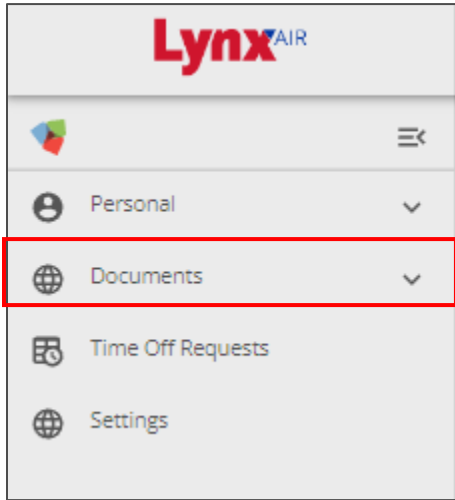 Lynx AIR
Personal
Documents
Time Off Requests
Settings